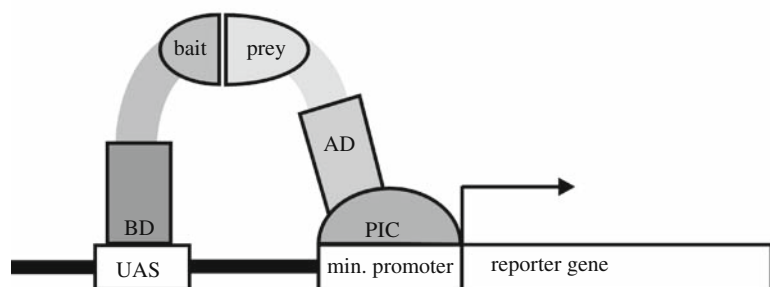 bait prey
AD
BD
PIC
UAS
min. promoter
reporter gene